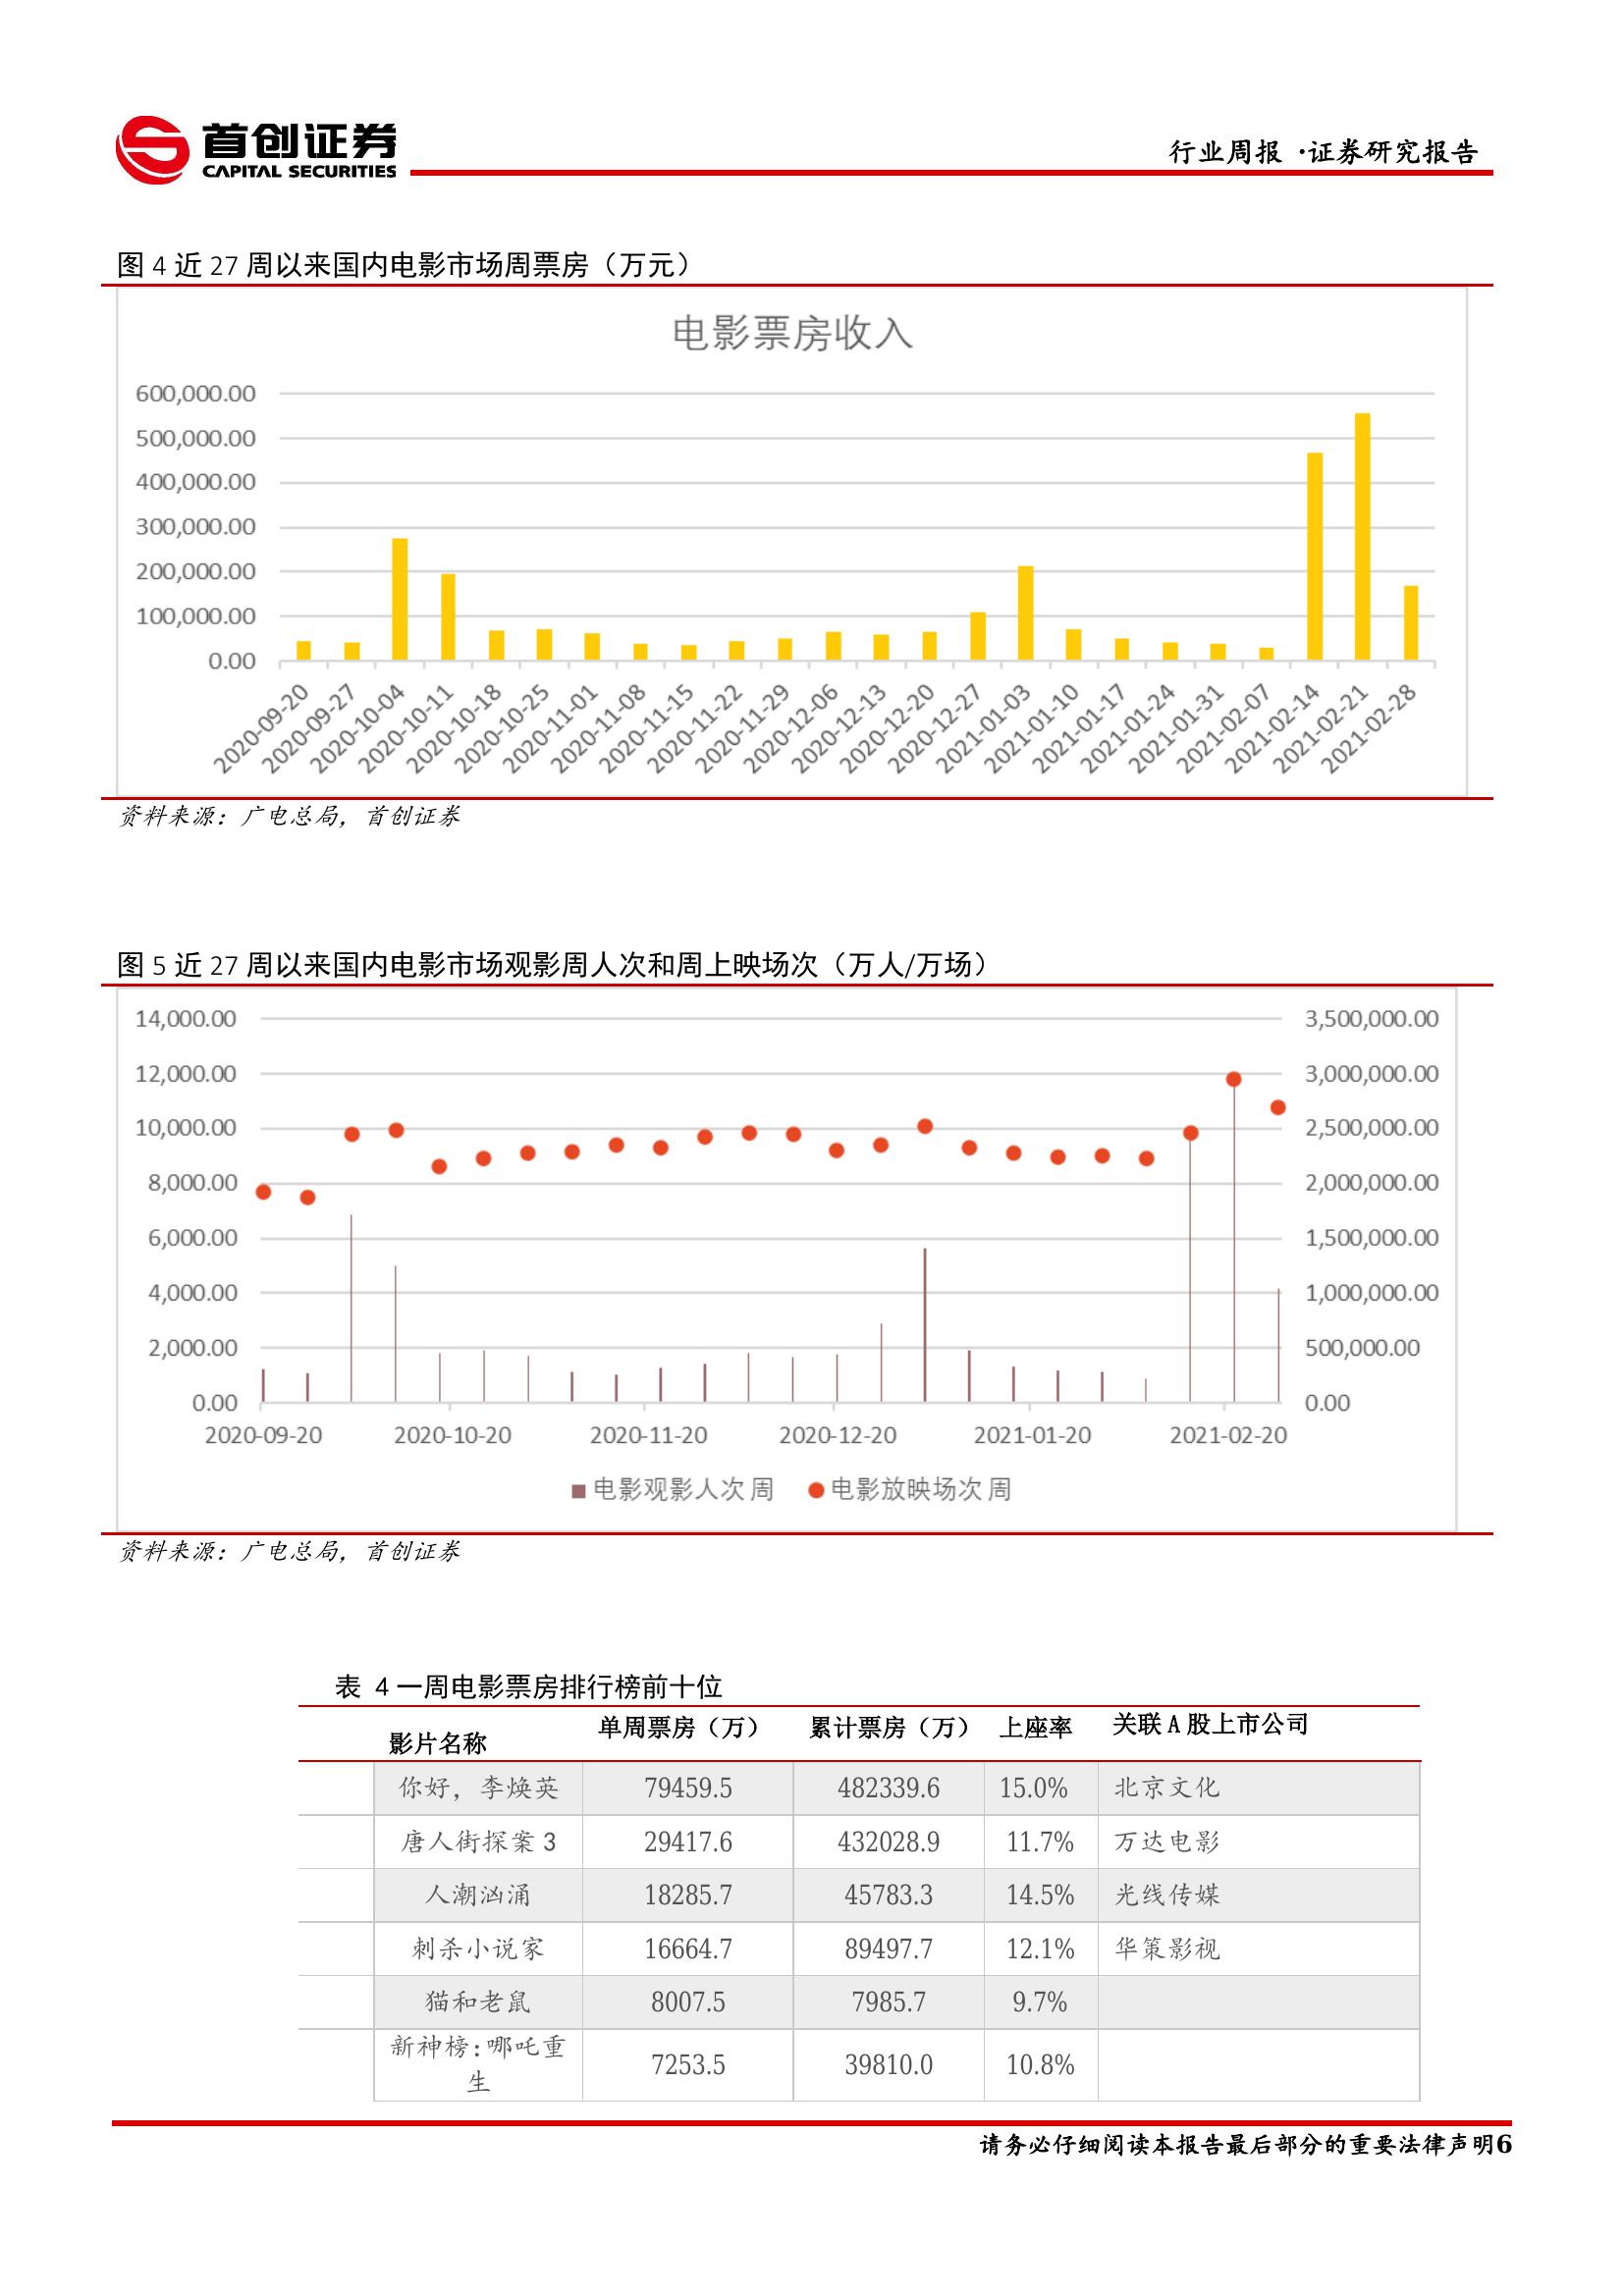 首创证券
CAPITAL SECURITIES
行业周报 ·证券研究报告
图 4 近 27 周以来国内电影市场周票房（万元）
电影票房收入
600,000.00
500,000.00
400,000.00
300,000.00
200,000.00
100,000.00
0.00
2020-09-20
2020-09-27
2020-10-04
2020-10-11
2020-10-18
2020-10-25
2020-11-01
2020-11-08
2020-11-15
2020-11-22
2020-11-29
2020-12-06
2020-12-13
2020-12-20
2020-12-27
2021-01-03
2021-01-10
2021-01-17
2021-01-24
2021-01-31
2021-02-07
2021-02-14
2021-02-21
2021-02-28
资料来源：广电总局，首创证券
图 5 近 27 周以来国内电影市场观影周人次和周上映场次（万人/万场）
14,000.00 3,500,000.00
12,000.00 3,000,000.00
10,000.00 2,500,000.00
8,000.00 2,000,000.00
6,000.00 1,500,000.00
4,000.00 1,000,000.00
2,000.00 500,000.00
0.00 0.00
2020-09-20 2020-10-20 2020-11-20 2020-12-20 2021-01-20 2021-02-20
电影观影人次 周 电影放映场次 周
资料来源：广电总局，首创证券
表 4 一周电影票房排行榜前十位
影片名称 单周票房（万） 累计票房（万） 上座率 关联 A 股上市公司
你好，李焕英 79459.5 482339.6 15.0% 北京文化
唐人街探案 3 29417.6 432028.9 11.7% 万达电影
人潮汹涌 18285.7 45783.3 14.5% 光线传媒
刺杀小说家 16664.7 89497.7 12.1% 华策影视
猫和老鼠 8007.5 7985.7 9.7%
新神榜:哪吒重
生 7253.5 39810.0 10.8%
请务必仔细阅读本报告最后部分的重要法律声明6